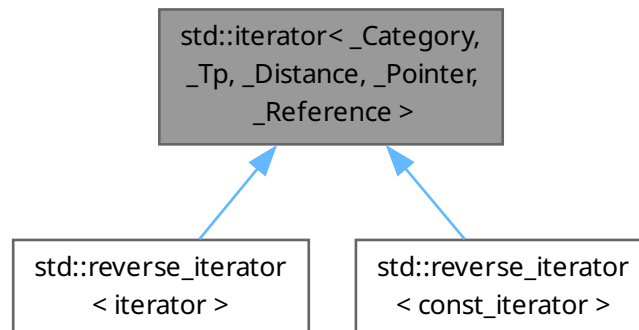 std::iterator< _Category,
_Tp, _Distance, _Pointer,
_Reference >
std::reverse_iterator
< iterator >
std::reverse_iterator
< const_iterator >